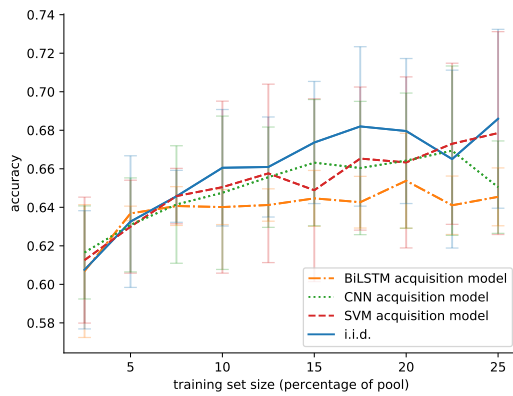 0.74
0.72
0.70
0.68
0.66
0.64
0.62
0.60
0.58
accuracy
5
10
15
20
25
training set size (percentage of pool)
BiLSTM acquisition model
CNN acquisition model
SVM acquisition model
i.i.d.